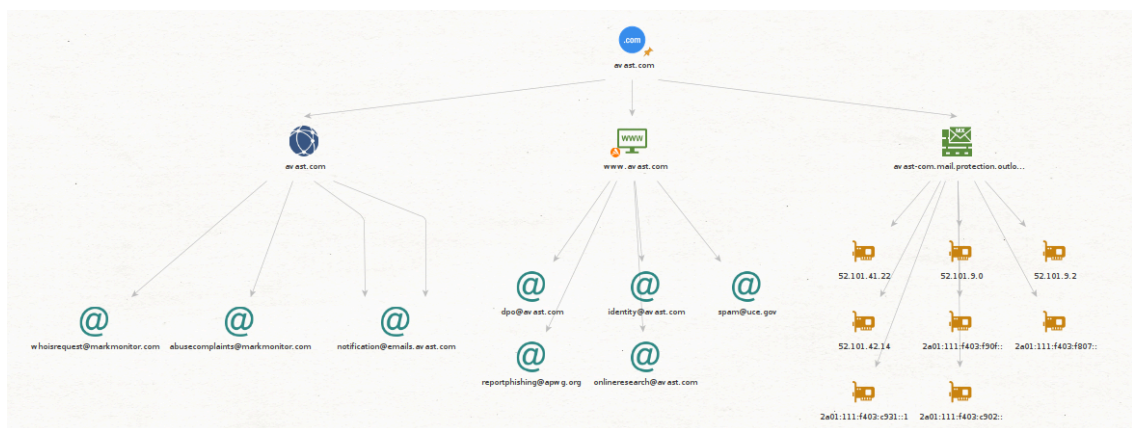 .com
avast.com
avast.com
WWW
www.avast.com
MX
avast-com.mail.protection.outlo...
52.101.41.22
52.101.9.0
52.101.9.2
@
dpo@avast.com
@
identity@avast.com
@
spam@uce.gov
@
whoisrequest@markmonitor.com
@
abusecomplaints@markmonitor.com
@
notification@emails.avast.com
52.101.42.14
2a01:111:f403:f90f::
2a01:111:f403:f807::
@
reportphishing@apwg.org
@
onlineresearch@avast.com
2a01:111:f403:c931::1
2a01:111:f403:c902::